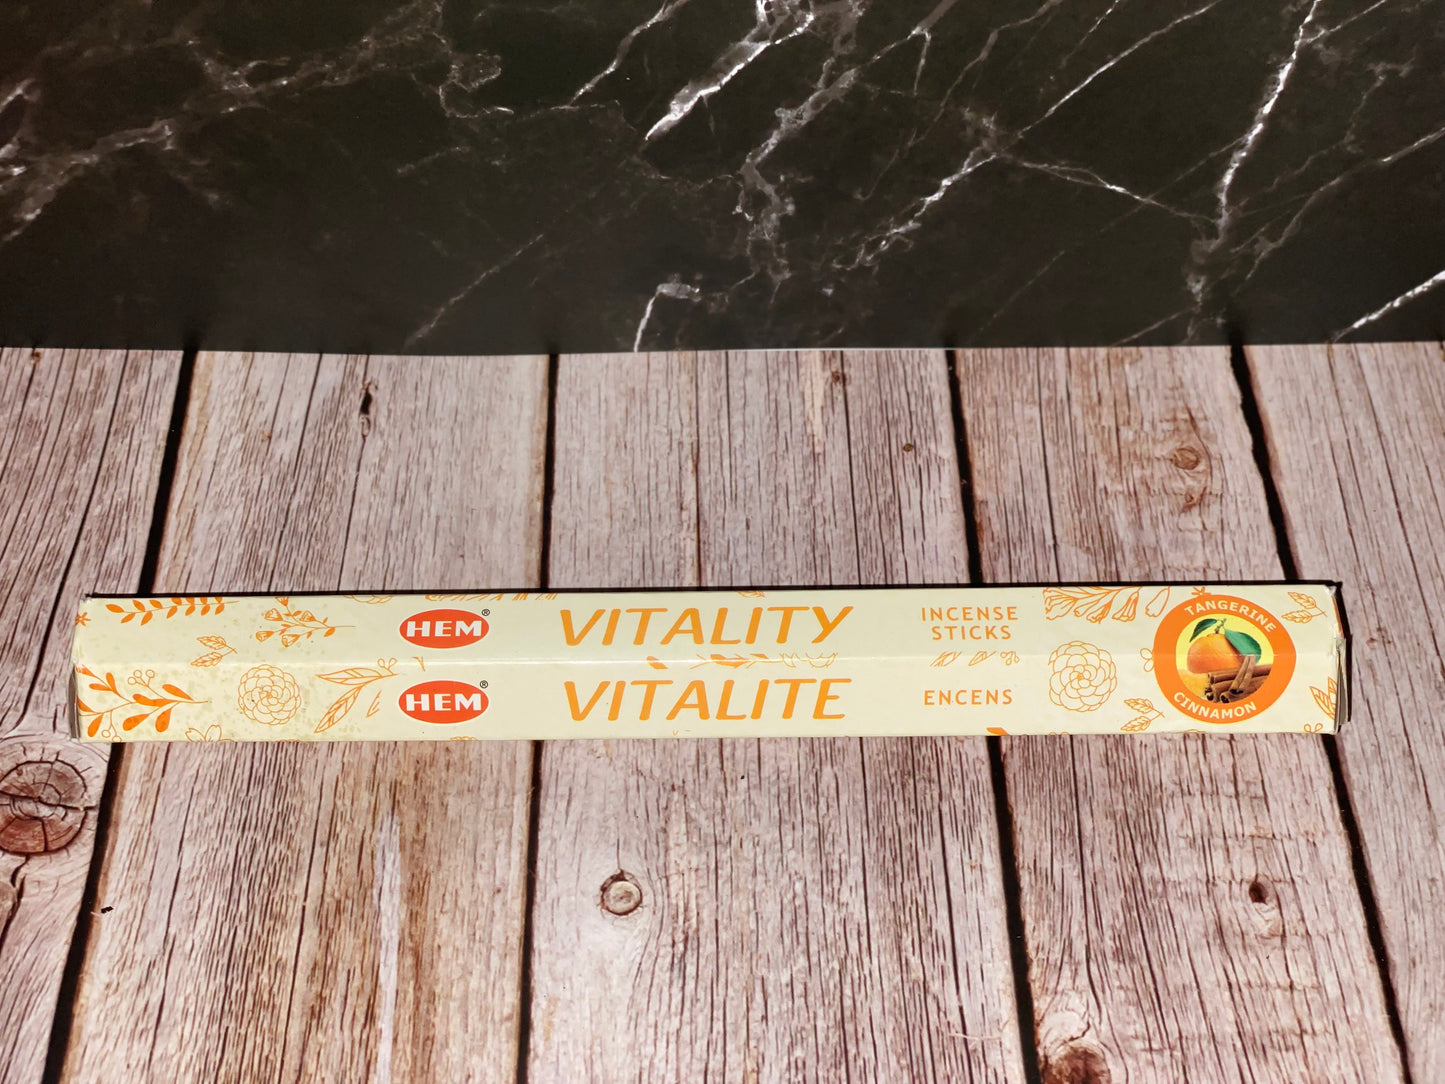 HEM®
VITALITY
INCENSE
STICKS
HEM®
VITALITE
ENCENS
TANGERINE
CINNAMON